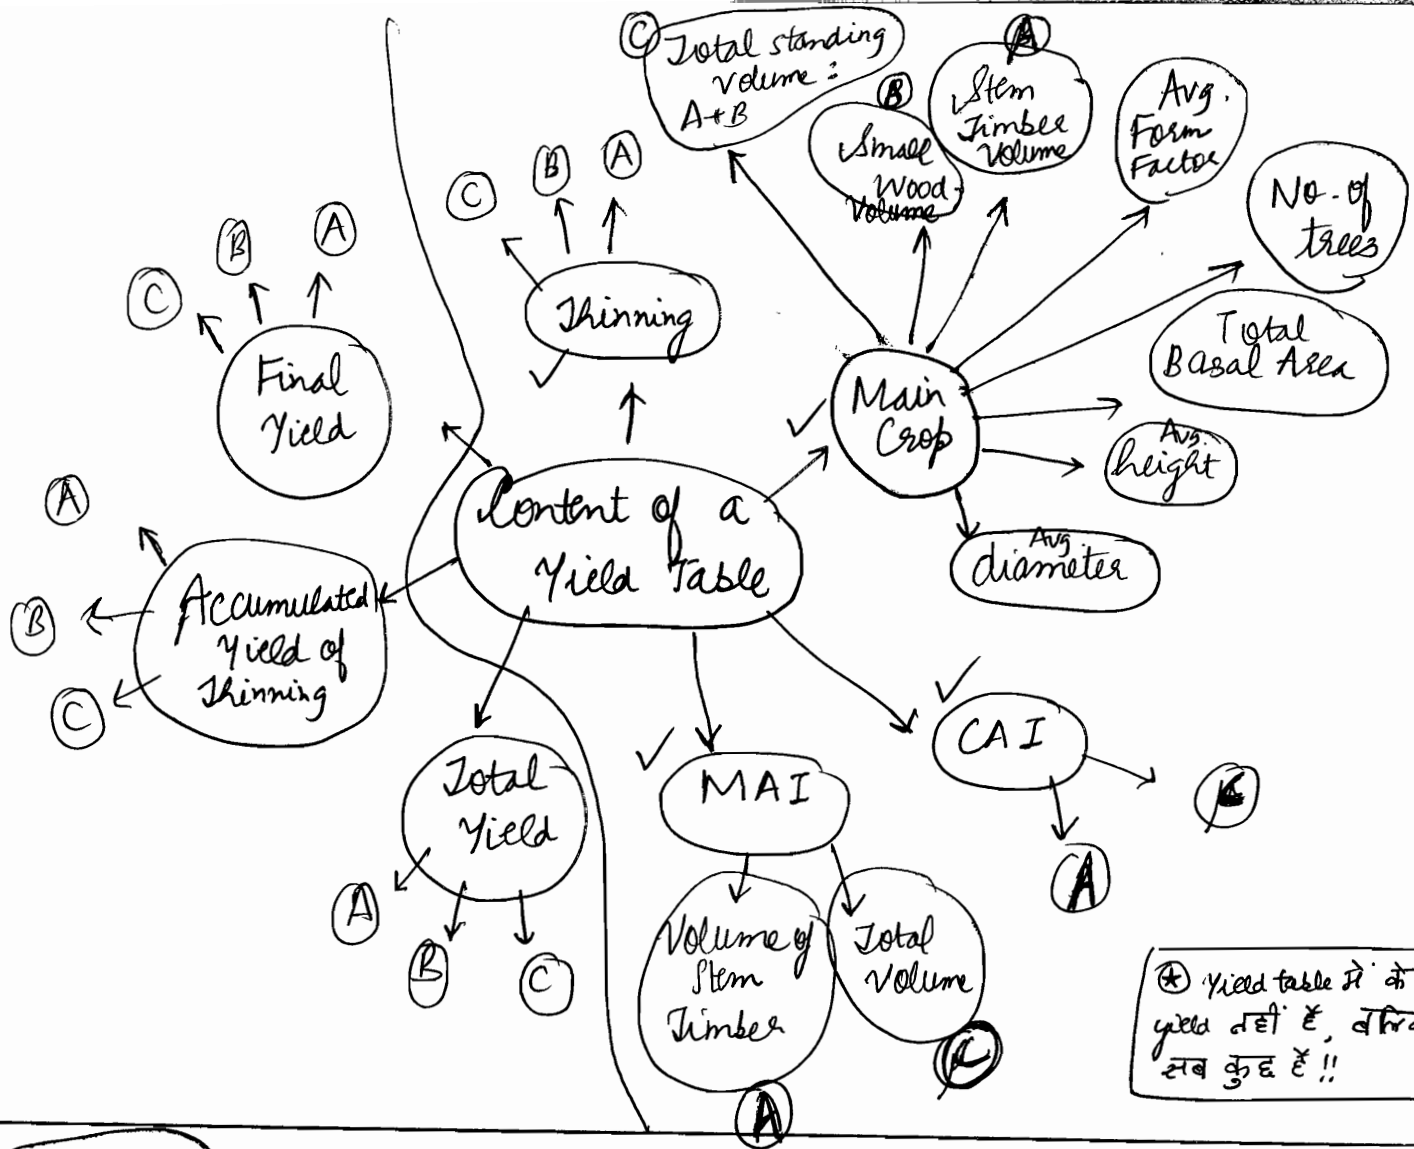 C Total standing
volume :
A+B
B
Small
Wood
Volume
A
Stem
Timber
Volume
Avg.
Form
Factor
No. of
trees
Total
Basal Area
Avg.
height
Avg.
diameter
Main
Crop
C B A
Thinning
C B A
Final
Yield
Content of a
Yield Table
A
B
C
Accumulated
Yield of
Thinning
Total
Yield
A
B
C
MAI
Volume of
Stem
Timber
A
Total
Volume
C
CAI
A
C
Yield table में
yield नहीं है,
सब कुछ है !!